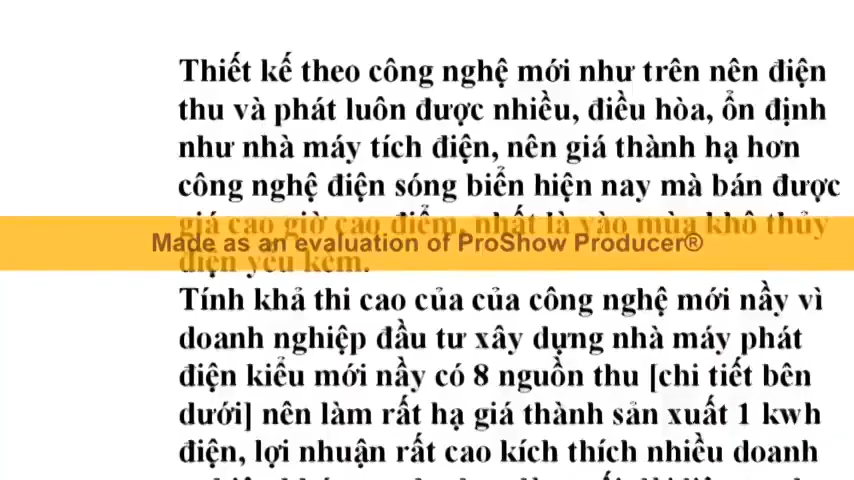 Thiết kế theo công nghệ mới như trên nên điện
thu và phát luôn được nhiều, điều hòa, ổn định
như nhà máy tích điện, nên giá thành hạ hơn
công nghệ điện sóng biển hiện nay mà bán được
giá cao giờ cao điểm, nhất là vào mùa khô thủy
Made as an evaluation of ProShow Producer®
điện yếu kém.
Tính khả thi cao của của công nghệ mới nầy vì
doanh nghiệp đầu tư xây dựng nhà máy phát
điện kiểu mới nầy có 8 nguồn thu [chi tiết bên
dưới] nên làm rất hạ giá thành sản xuất 1 kwh
điện, lợi nhuận rất cao kích thích nhiều doanh